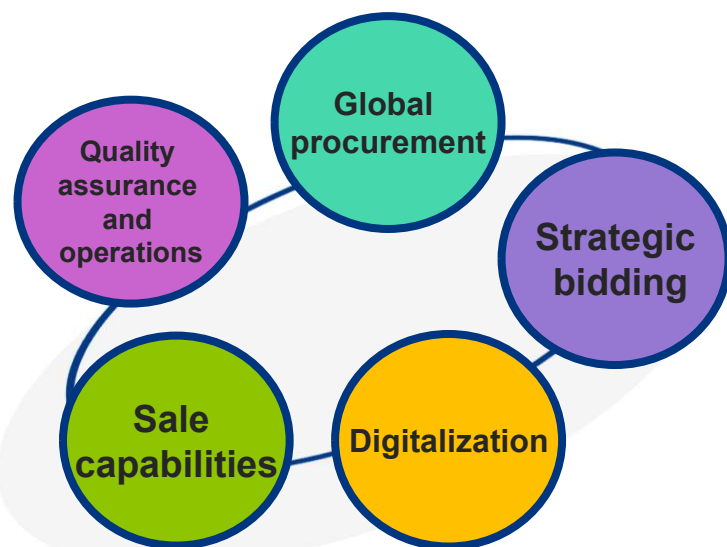 Global
procurement
Quality
assurance
and
operations
Strategic
bidding
Sale
capabilities
Digitalization